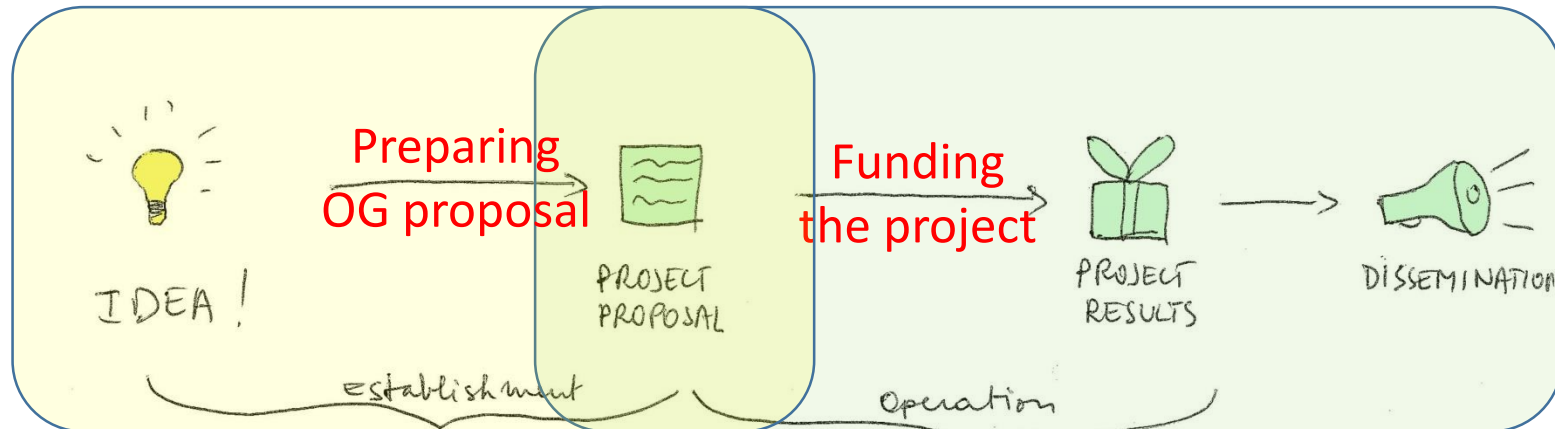 Preparing
OG proposal
Funding
the project
IDEA!
PROJECT
PROPOSAL
PROJECT
RESULTS
DISSEMINATION
Establishment
Operation